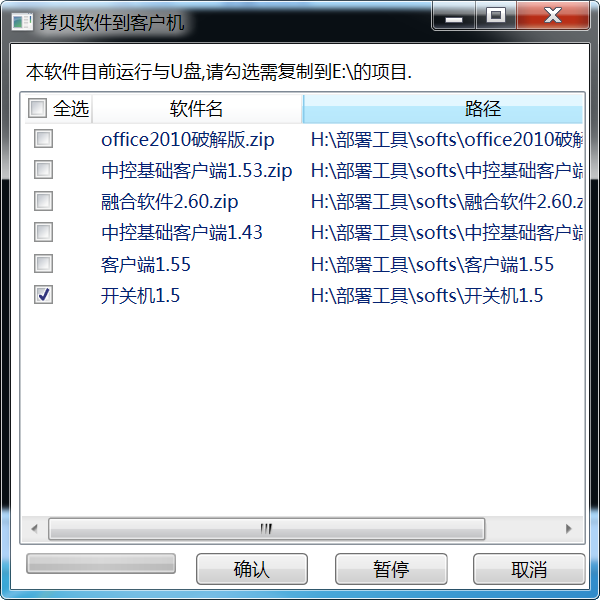 拷贝软件到客户机
本软件目前运行与U盘,请勾选需复制到E:\的项目.
全选 软件名 路径
office2010破解版.zip H:\部署工具\softs\office2010破解
中控基础客户端1.53.zip H:\部署工具\softs\中控基础客户端
融合软件2.60.zip H:\部署工具\softs\融合软件2.60.z
中控基础客户端1.43 H:\部署工具\softs\中控基础客户端
客户端1.55 H:\部署工具\softs\客户端1.55
开关机1.5 H:\部署工具\softs\开关机1.5
确认 暂停 取消